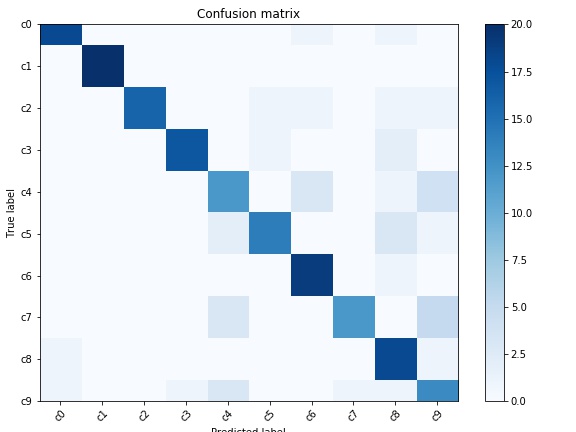 Confusion matrix
True label
c0
c1
c2
c3
c4
c5
c6
c7
c8
c9
c0 c1 c2 c3 c4 c5 c6 c7 c8 c9
Predicted label
20.0
17.5
15.0
12.5
10.0
7.5
5.0
2.5
0.0